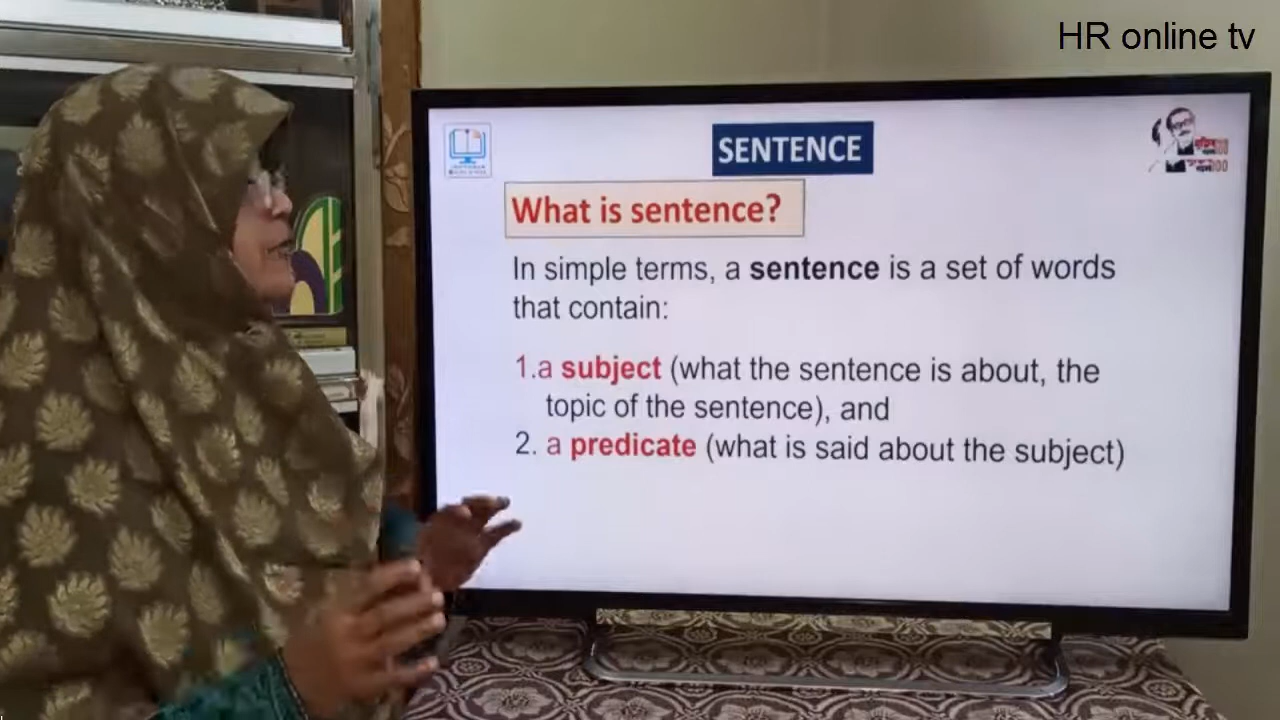 HR online tv
SENTENCE
What is sentence?
In simple terms, a sentence is a set of words
that contain:
1.a subject (what the sentence is about, the
topic of the sentence), and
2. a predicate (what is said about the subject)